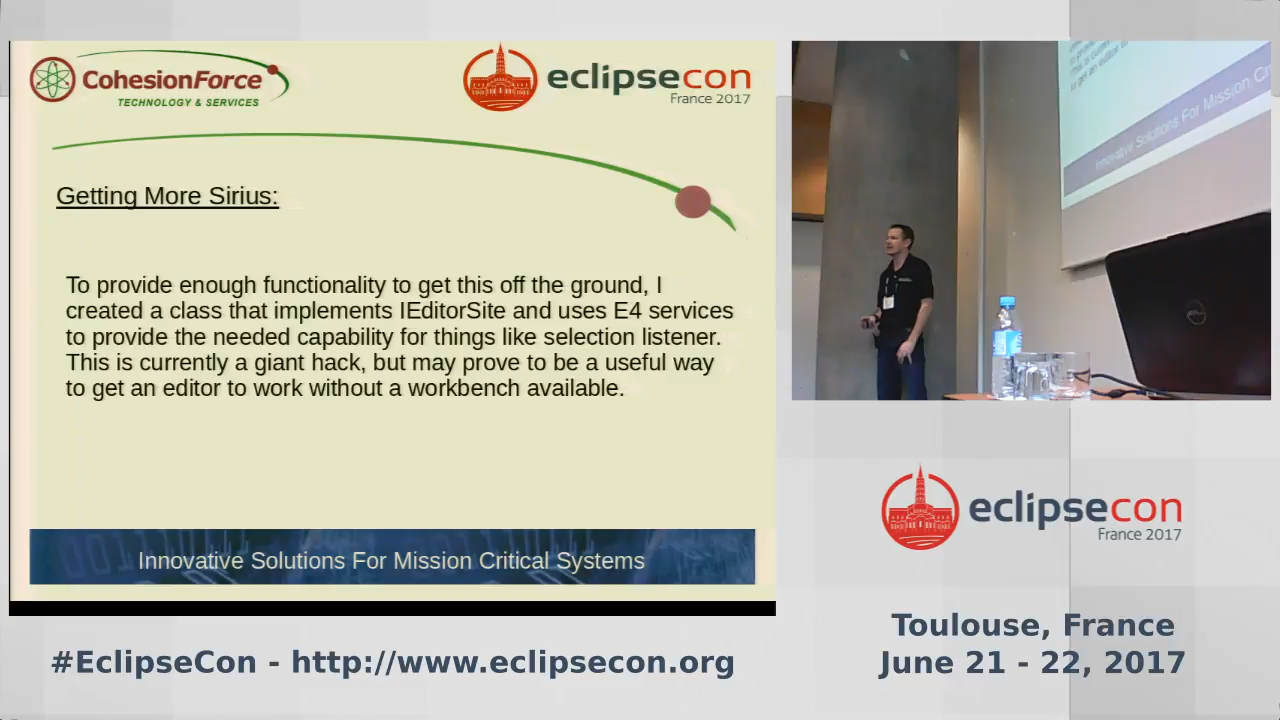 CohesionForce
TECHNOLOGY & SERVICES
eclipsecon
France 2017
Getting More Sirius:
To provide enough functionality to get this off the ground, I
created a class that implements IEditorSite and uses E4 services
to provide the needed capability for things like selection listener.
This is currently a giant hack, but may prove to be a useful way
to get an editor to work without a workbench available.
Innovative Solutions For Mission Critical Systems
Innovative Solutions For Mission
eclipsecon
France 2017
Toulouse, France
June 21 - 22, 2017
#EclipseCon - http://www.eclipsecon.org